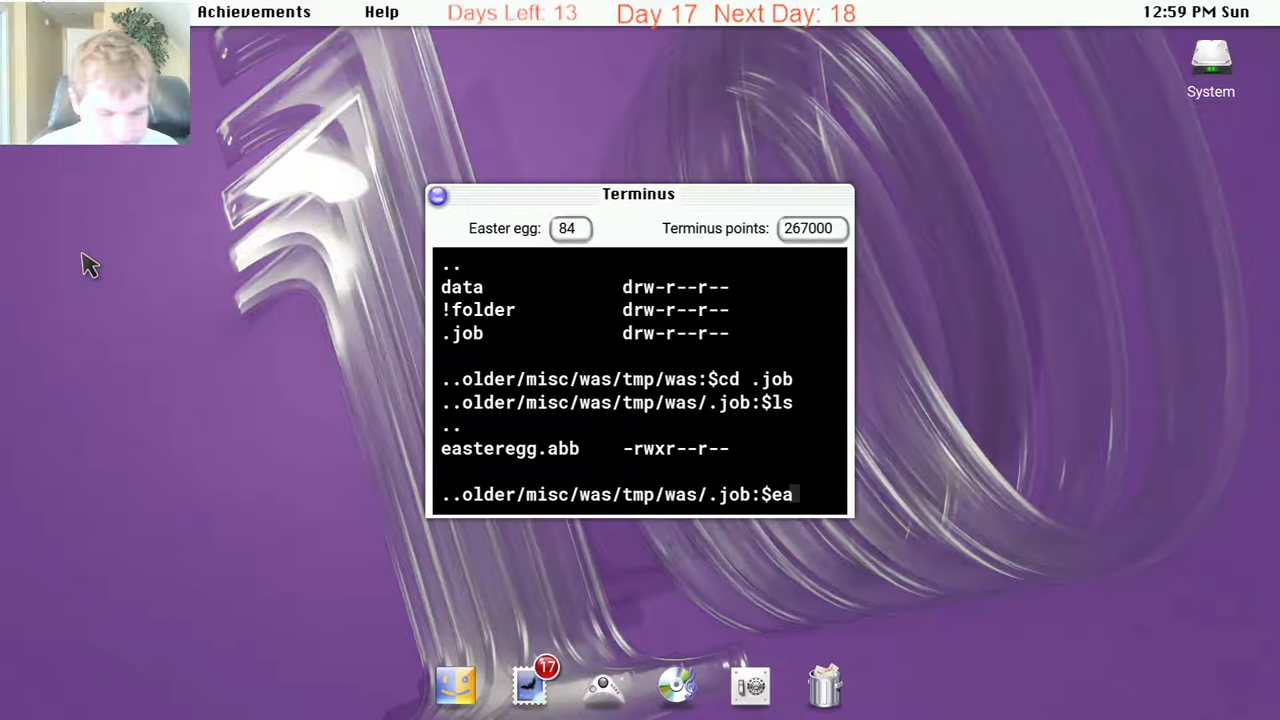 Achievements Help Days Left: 13 Day 17 Next Day: 18 12:59 PM Sun
System
Terminus
Easter egg: 84 Terminus points: 267000
..
data drw-r--r--
!folder drw-r--r--
.job drw-r--r--
..older/misc/was/tmp/was:$cd .job
..older/misc/was/tmp/was/.job:$ls
..
easteregg.abb -rwxr--r--
..older/misc/was/tmp/was/.job:$ea
17